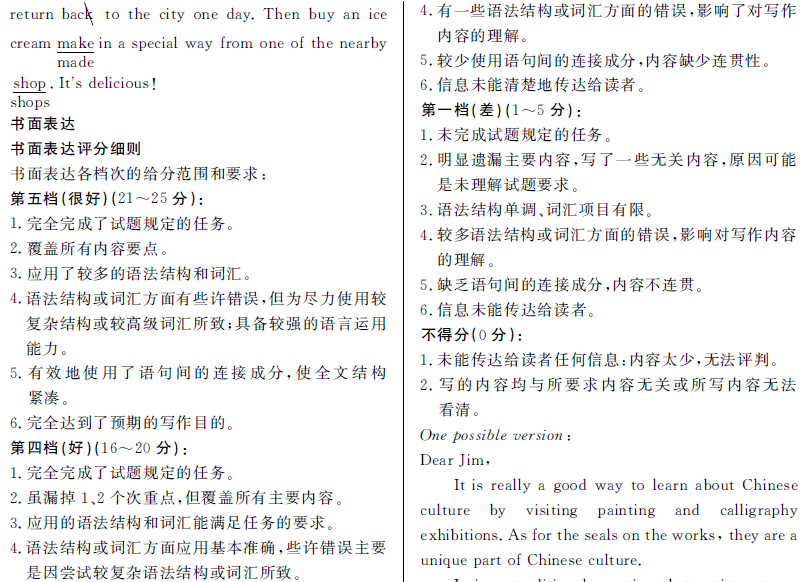 return back to the city one day. Then buy an ice
cream make in a special way from one of the nearby
made
shop. It's delicious!
shops
书面表达
书面表达评分细则
书面表达各档次的给分范围和要求：
第五档(很好)(21～25 分)：
1. 完全完成了试题规定的任务。
2. 覆盖所有内容要点。
3. 应用了较多的语法结构和词汇。
4. 语法结构或词汇方面有些许错误,但为尽力使用较
复杂结构或较高级词汇所致;具备较强的语言运用
能力。
5. 有效地使用了语句间的连接成分,使全文结构
紧凑。
6. 完全达到了预期的写作目的。
第四档(好)(16～20 分)：
1. 完全完成了试题规定的任务。
2. 虽漏掉 1、2 个次重点,但覆盖所有主要内容。
3. 应用的语法结构和词汇能满足任务的要求。
4. 语法结构或词汇方面应用基本准确,些许错误主要
是因尝试较复杂语法结构或词汇所致。
4. 有一些语法结构或词汇方面的错误,影响了对写作
内容的理解。
5. 较少使用语句间的连接成分,内容缺少连贯性。
6. 信息未能清楚地传达给读者。
第一档(差)(1～5 分)：
1. 未完成试题规定的任务。
2. 明显遗漏主要内容,写了一些无关内容,原因可能
是未理解试题要求。
3. 语法结构单调、词汇项目有限。
4. 较多语法结构或词汇方面的错误,影响对写作内容
的理解。
5. 缺乏语句间的连接成分,内容不连贯。
6. 信息未能传达给读者。
不得分(0 分)：
1. 未能传达给读者任何信息:内容太少,无法评判。
2. 写的内容均与所要求内容无关或所写内容无法
看清。
One possible version：
Dear Jim,
It is really a good way to learn about Chinese
culture by visiting painting and calligraphy
exhibitions. As for the seals on the works, they are a
unique part of Chinese culture.